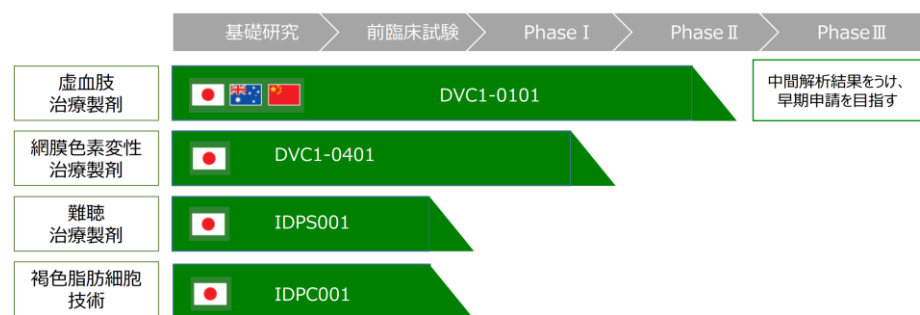 基礎研究 前臨床試験 Phase Ⅰ Phase Ⅱ Phase Ⅲ
虚血肢
治療製剤
DVC1-0101
中間解析結果をうけ、
早期申請を目指す
網膜色素変性
治療製剤
DVC1-0401
難聴
治療製剤
IDPS001
褐色脂肪細胞
技術
IDPC001